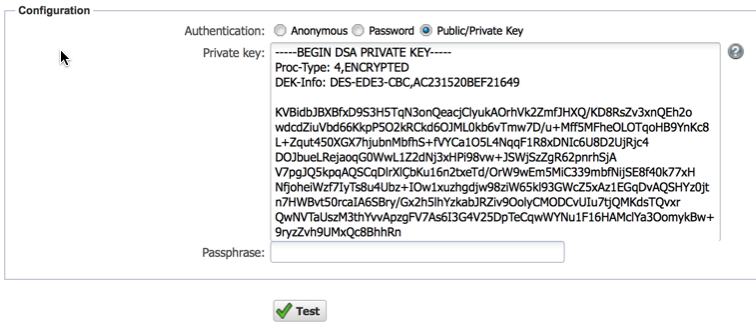 Configuration
Authentication: Anonymous Password Public/Private Key
Private key: -----BEGIN DSA PRIVATE KEY-----
Proc-Type: 4,ENCRYPTED
DEK-Info: DES-EDE3-CBC,AC231520BEF21649
KVBidbJBXBfxD9S3H5TqN3onQeacjClyukAOrhVk2ZmfJHXQ/KD8RsZv3xnQEh2o
wdcdZiuVbd66KkpP5O2kRCkd6OJML0kb6vTmw7D/u+Mff5MFheOLOTqoHB9YnKc8
L+Zqut450XGX7hjubnMbfhS+fVYCa1O5L4NqqF1R8xDNIc6U8D2UjRjc4
DOJbueLRejaoqG0WwL1Z2dNj3xHPi98vw+JSWjSzZgR62pnrhSjA
V7pgJQ5kpqAQSCqDlrXlÇbKu16n2txeTd/OrW9wEm5MiC339mbfNijSE8f40k77xH
NfjoheiWzf7IyTs8u4Ubz+IOw1xuzhgdjw98ziW65kl93GWcZ5xAz1EGqDvAQSHYz0jt
n7HWBvt50rcaIA6SBry/Gx2h5lhYzkabJRZiv9OolyCMODCvUIu7tjQMKdsTQvxr
QwNVTaUszM3thYvvApzgFV7As6I3G4V25DpTeCqwWYNu1F16HAMclYa3OomykBw+
9ryzZvh9UMxQc8BhhRn
Passphrase:
Test